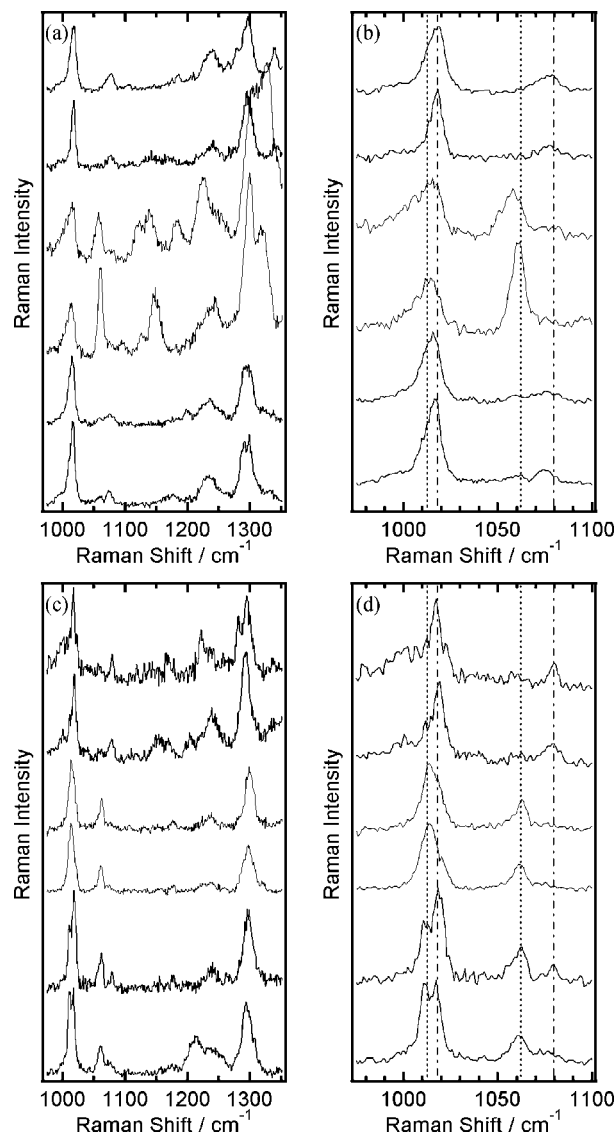 (a)
(b)
Raman Intensity
Raman Intensity
1000 1100 1200 1300
1000 1050 1100
Raman Shift / cm⁻¹
Raman Shift / cm⁻¹
(c)
(d)
Raman Intensity
Raman Intensity
1000 1100 1200 1300
1000 1050 1100
Raman Shift / cm⁻¹
Raman Shift / cm⁻¹